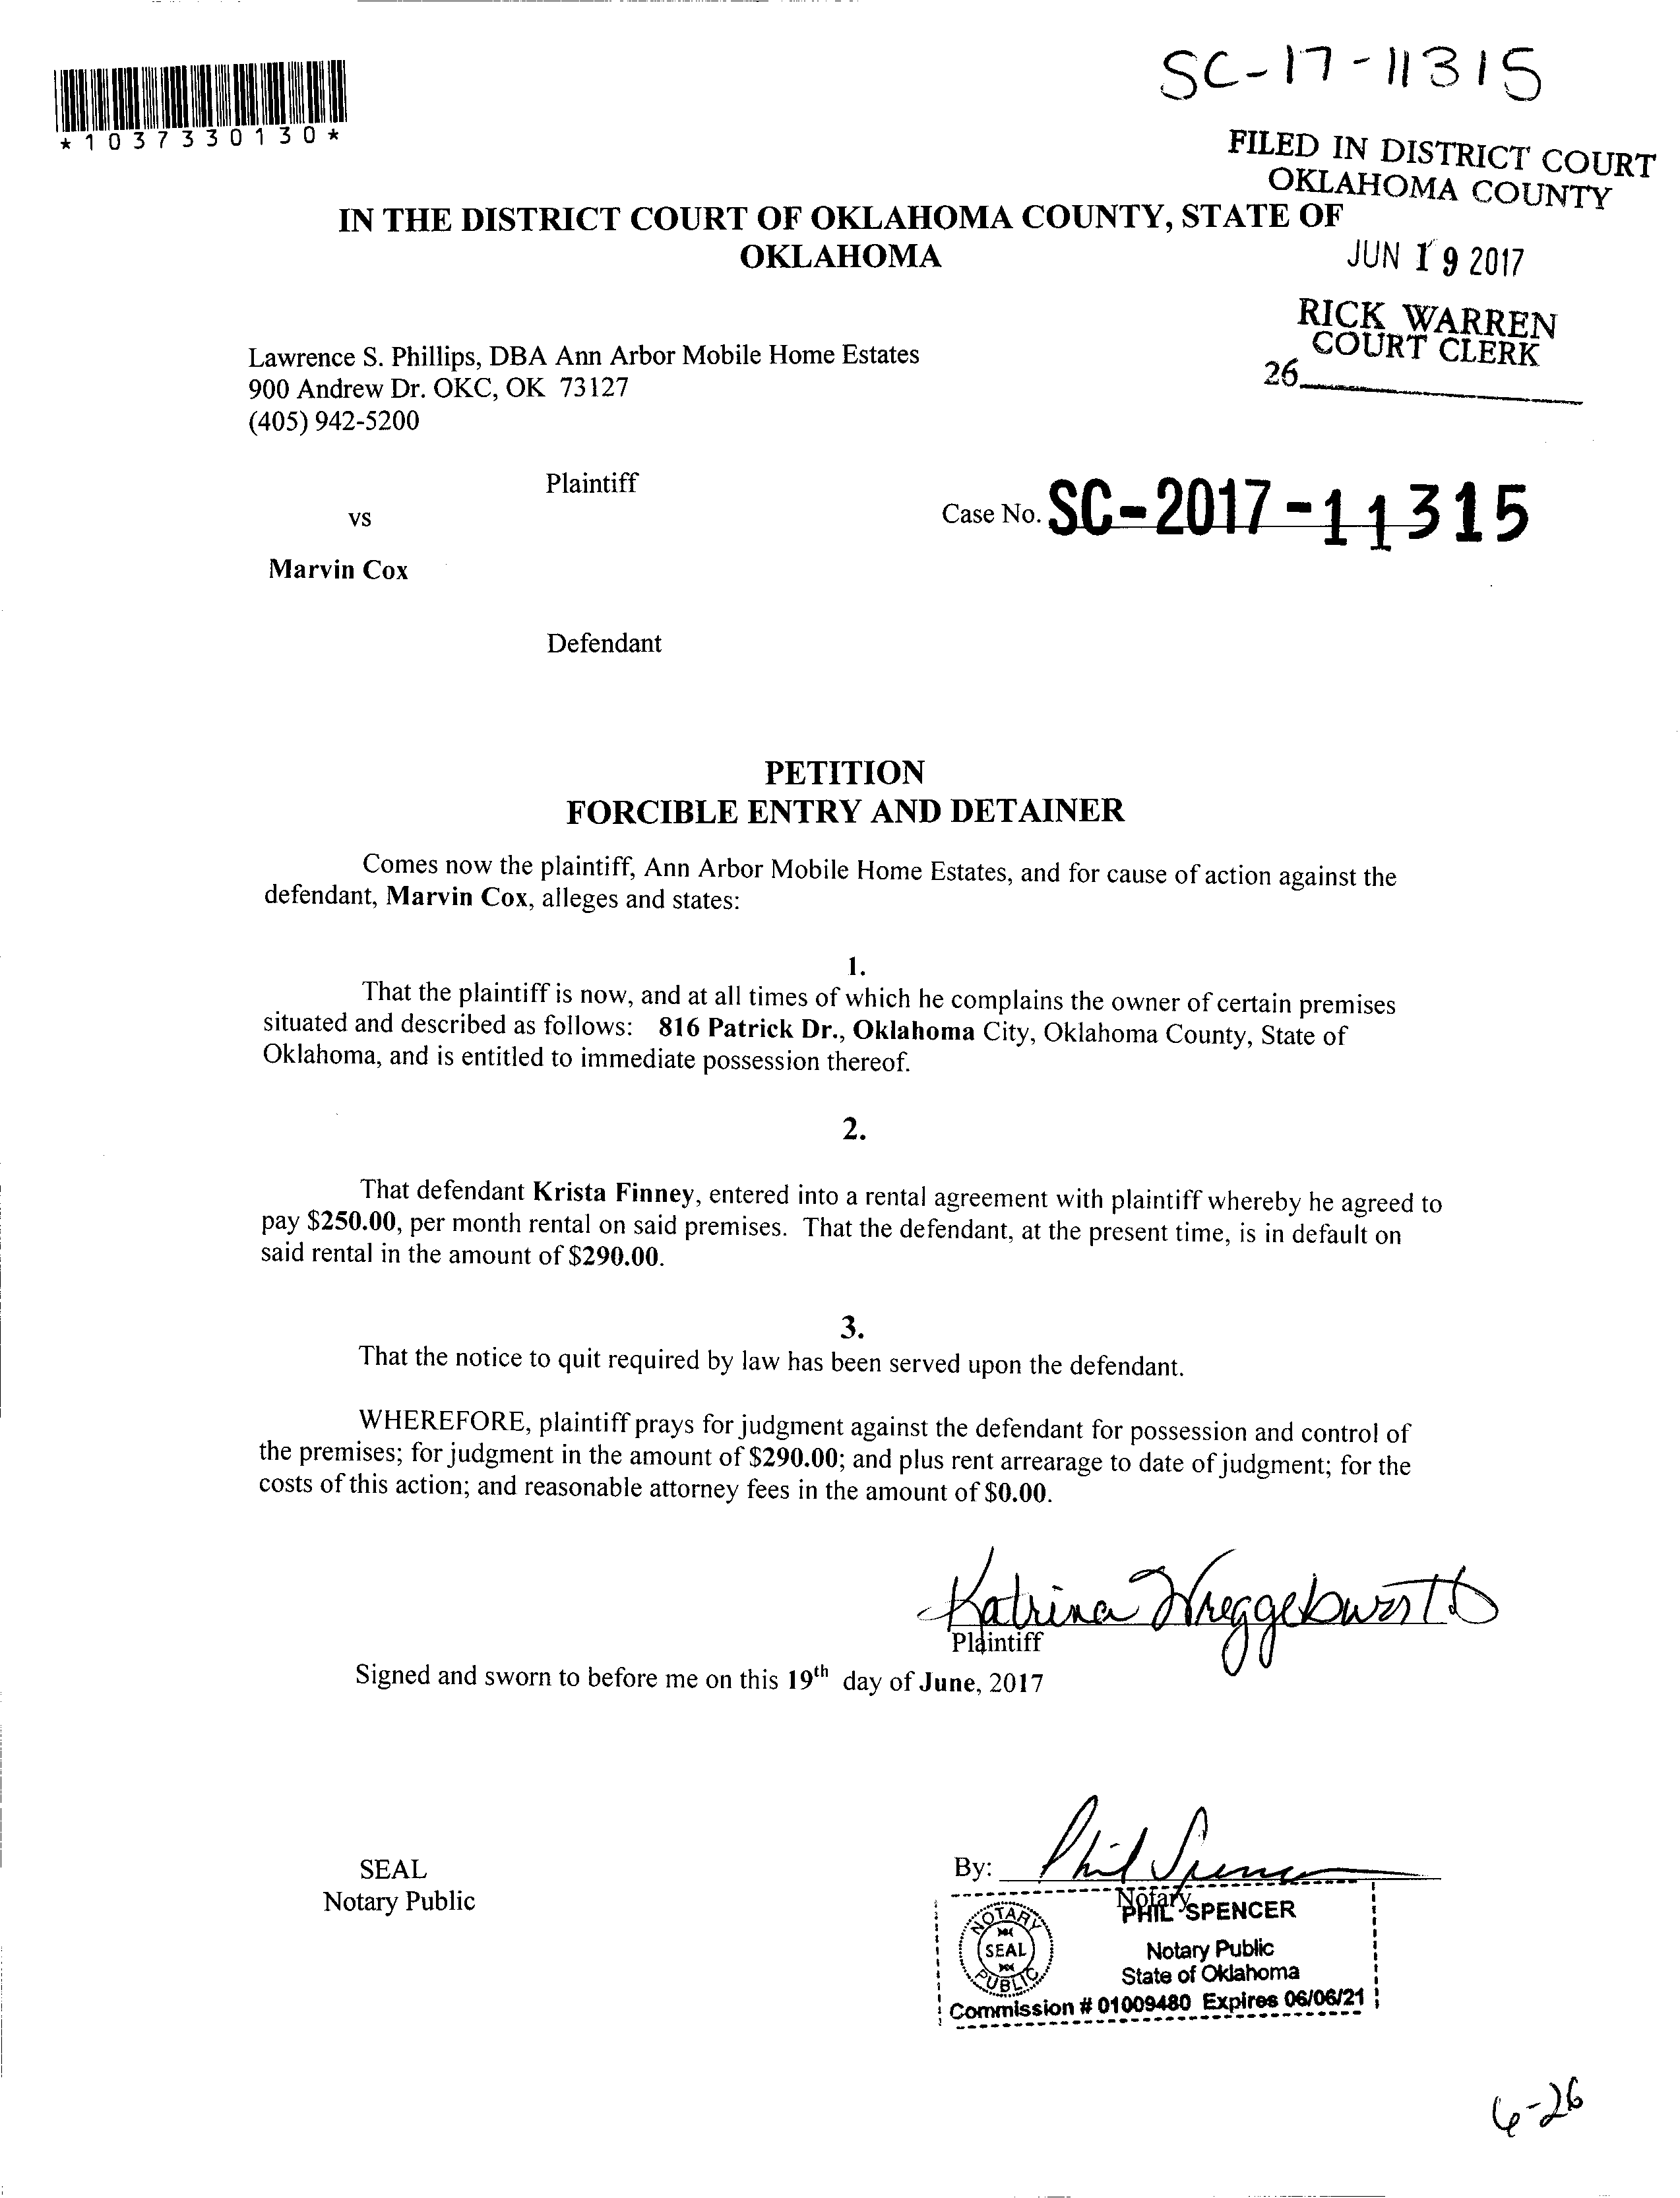 SC-17-11315
*1037330130*
FILED IN DISTRICT COURT
OKLAHOMA COUNTY
IN THE DISTRICT COURT OF OKLAHOMA COUNTY, STATE OF
OKLAHOMA
JUN 19 2017
RICK WARREN
COURT CLERK
26
Lawrence S. Phillips, DBA Ann Arbor Mobile Home Estates
900 Andrew Dr. OKC, OK 73127
(405) 942-5200
Plaintiff
vs
Case No. SC-2017-11315
Marvin Cox
Defendant
PETITION
FORCIBLE ENTRY AND DETAINER
Comes now the plaintiff, Ann Arbor Mobile Home Estates, and for cause of action against the
defendant, Marvin Cox, alleges and states:
1.
That the plaintiff is now, and at all times of which he complains the owner of certain premises
situated and described as follows: 816 Patrick Dr., Oklahoma City, Oklahoma County, State of
Oklahoma, and is entitled to immediate possession thereof.
2.
That defendant Krista Finney, entered into a rental agreement with plaintiff whereby he agreed to
pay $250.00, per month rental on said premises. That the defendant, at the present time, is in default on
said rental in the amount of $290.00.
3.
That the notice to quit required by law has been served upon the defendant.
WHEREFORE, plaintiff prays for judgment against the defendant for possession and control of
the premises; for judgment in the amount of $290.00; and plus rent arrearage to date of judgment; for the
costs of this action; and reasonable attorney fees in the amount of $0.00.
Katrina
Plaintiff
Signed and sworn to before me on this 19th day of June, 2017
SEAL
Notary Public
By: Phil Spencer
Notary
PHIL SPENCER
NOTARY
SEAL
PUBLIC
Notary Public
State of Oklahoma
Commission # 01009480 Expires 06/06/21
6-26